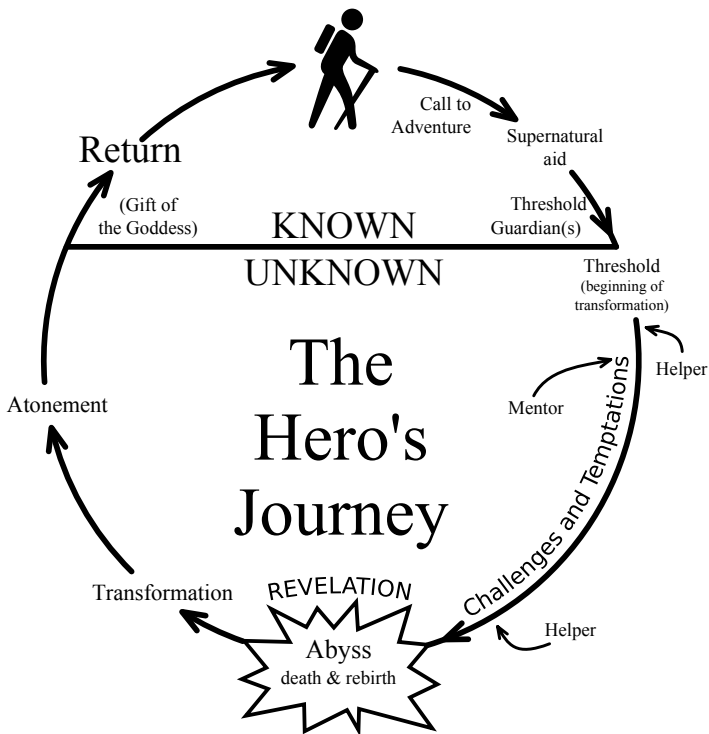 Call to
Adventure
Supernatural
aid
Return
(Gift of
the Goddess)
Threshold
Guardian(s)
KNOWN
UNKNOWN
Threshold
(beginning of
transformation)
Helper
Mentor
Challenges and Temptations
The
Hero's
Journey
Atonement
Transformation
REVELATION
Abyss
death & rebirth
Helper